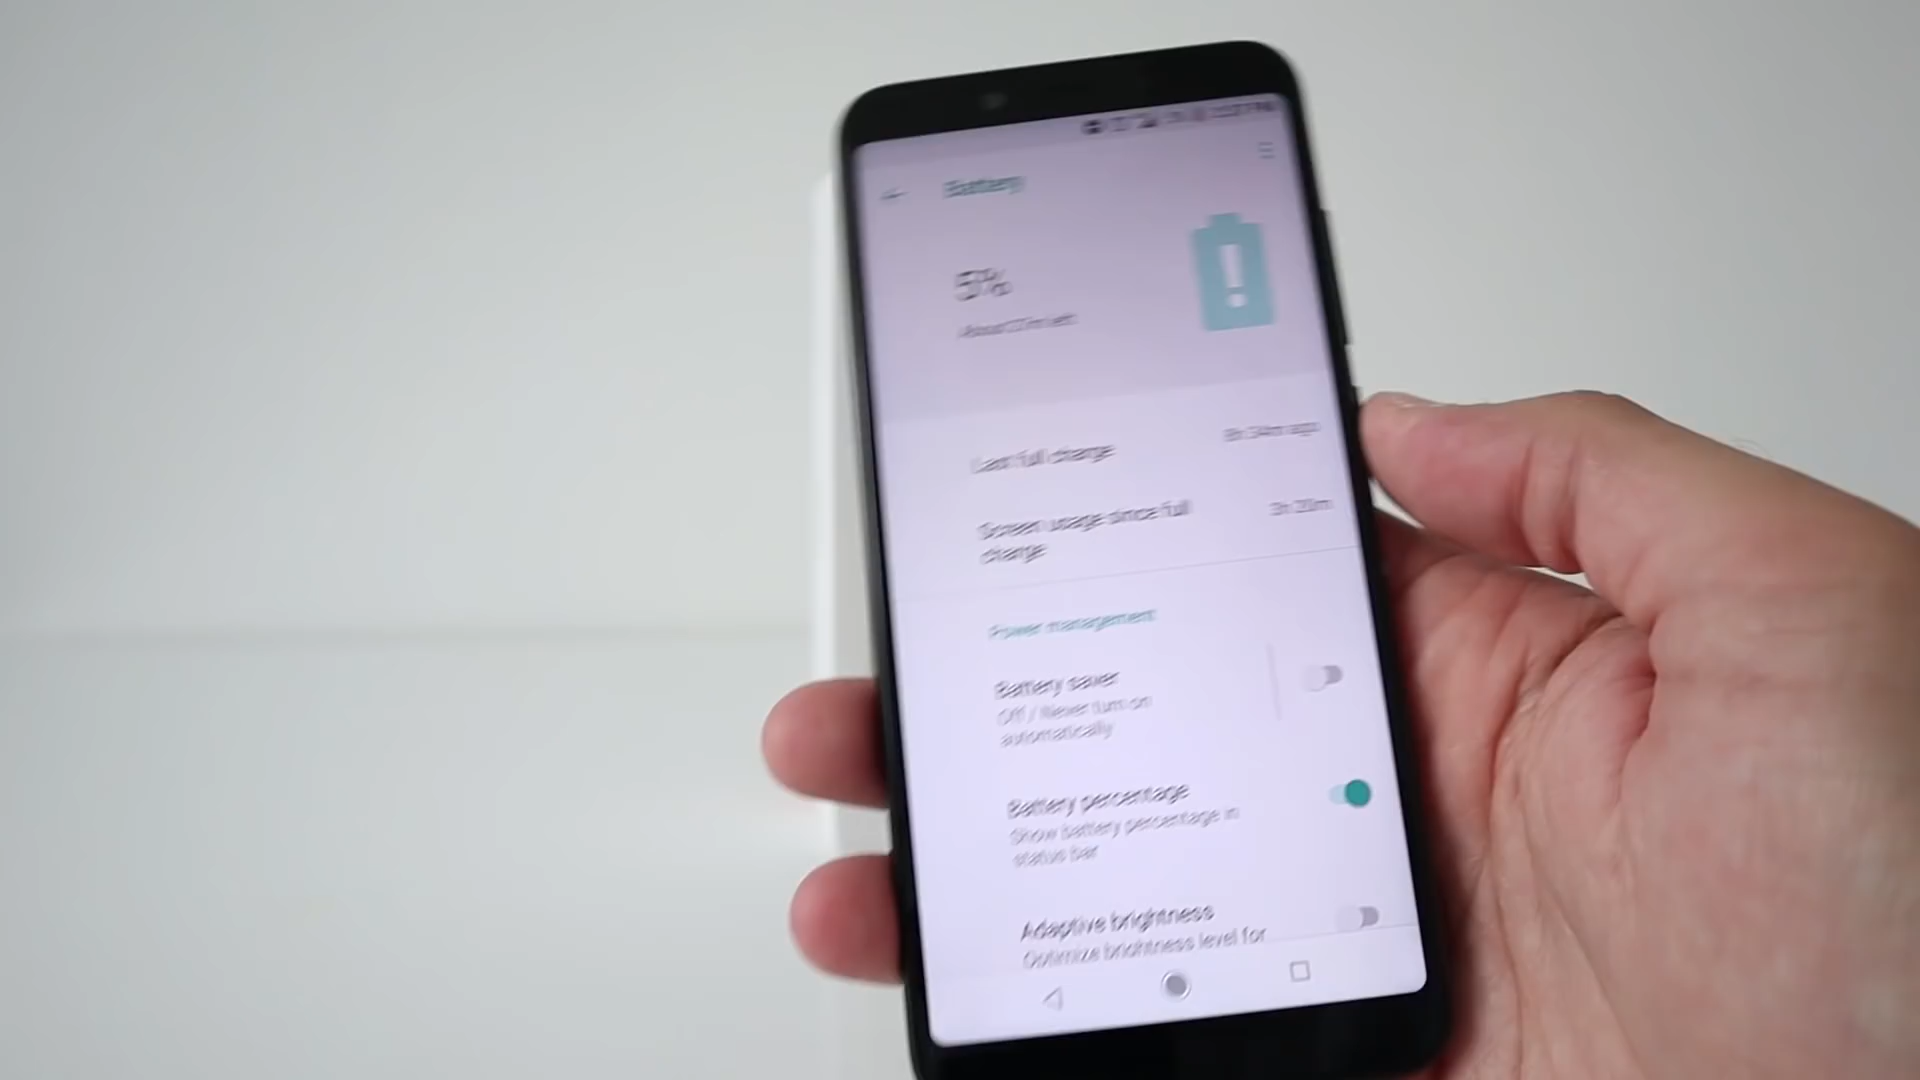 Battery
5%
Last full charge
Screen usage since full
charge
Power management
Battery saver
Off / Never turn on
automatically
Battery percentage
Show battery percentage in
status bar
Adaptive brightness
Optimize brightness level for